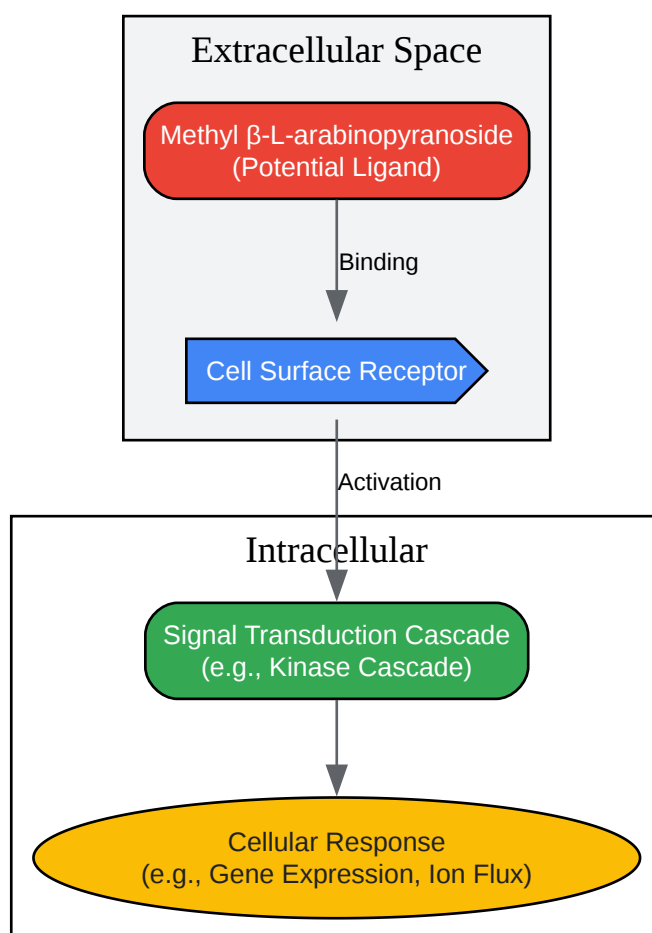 Extracellular Space
Methyl β-L-arabinopyranoside
(Potential Ligand)
Binding
Cell Surface Receptor
Activation
Intracellular
Signal Transduction Cascade
(e.g., Kinase Cascade)
Cellular Response
(e.g., Gene Expression, Ion Flux)